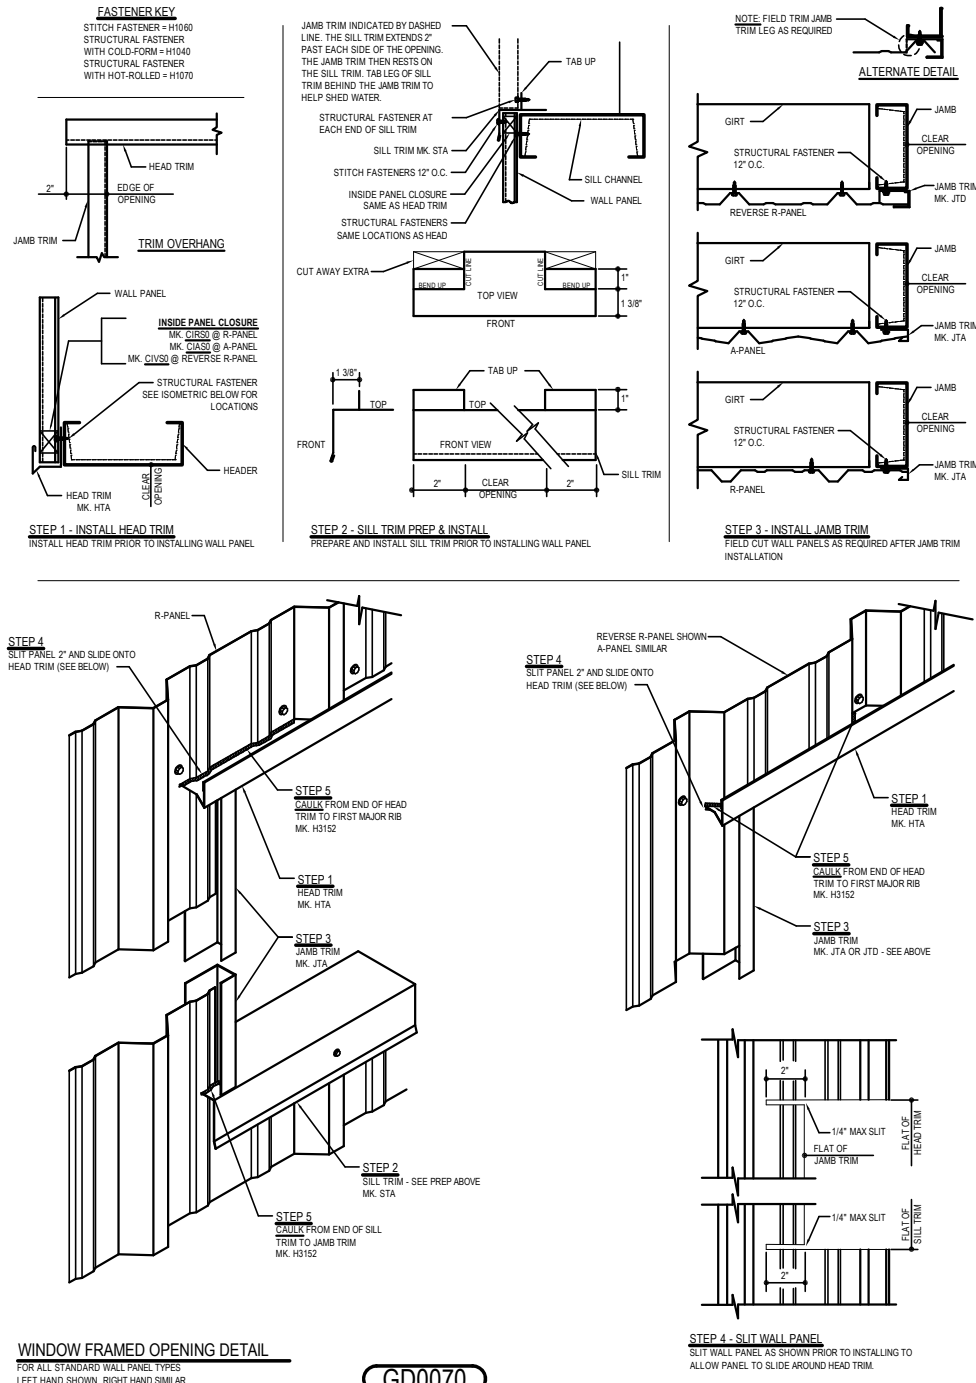 FASTENER KEY
STITCH FASTENER = H1060
STRUCTURAL FASTENER
WITH COLD-FORM = H1040
STRUCTURAL FASTENER
WITH HOT-ROLLED = H1070
HEAD TRIM
2"
EDGE OF
OPENING
JAMB TRIM
TRIM OVERHANG
WALL PANEL
INSIDE PANEL CLOSURE
MK. CIRS0 @ R-PANEL
MK. CIAS0 @ A-PANEL
MK. CIVS0 @ REVERSE R-PANEL
STRUCTURAL FASTENER
SEE ISOMETRIC BELOW FOR
LOCATIONS
HEADER
HEAD TRIM
MK. HTA
CLEAR
OPENING
STEP 1 - INSTALL HEAD TRIM
INSTALL HEAD TRIM PRIOR TO INSTALLING WALL PANEL
JAMB TRIM INDICATED BY DASHED
LINE. THE SILL TRIM EXTENDS 2"
PAST EACH SIDE OF THE OPENING.
THE JAMB TRIM THEN RESTS ON
THE SILL TRIM. TAB LEG OF SILL
TRIM BEHIND THE JAMB TRIM TO
HELP SHED WATER.
TAB UP
STRUCTURAL FASTENER AT
EACH END OF SILL TRIM
SILL TRIM MK. STA
STITCH FASTENERS 12" O.C.
INSIDE PANEL CLOSURE
SAME AS HEAD TRIM
STRUCTURAL FASTENERS
SAME LOCATIONS AS HEAD
SILL CHANNEL
WALL PANEL
CUT AWAY EXTRA
BEND UP
CUT LINE
TOP VIEW
CUT LINE
BEND UP
1"
1 3/8"
FRONT
1 3/8"
TOP
FRONT
TAB UP
TOP
1"
FRONT VIEW
SILL TRIM
2"
CLEAR
OPENING
2"
STEP 2 - SILL TRIM PREP & INSTALL
PREPARE AND INSTALL SILL TRIM PRIOR TO INSTALLING WALL PANEL
NOTE: FIELD TRIM JAMB
TRIM LEG AS REQUIRED
ALTERNATE DETAIL
GIRT
JAMB
CLEAR
OPENING
STRUCTURAL FASTENER
12" O.C.
JAMB TRIM
MK. JTD
REVERSE R-PANEL
GIRT
JAMB
CLEAR
OPENING
STRUCTURAL FASTENER
12" O.C.
JAMB TRIM
MK. JTA
A-PANEL
GIRT
JAMB
CLEAR
OPENING
STRUCTURAL FASTENER
12" O.C.
JAMB TRIM
MK. JTA
R-PANEL
STEP 3 - INSTALL JAMB TRIM
FIELD CUT WALL PANELS AS REQUIRED AFTER JAMB TRIM
INSTALLATION
R-PANEL
STEP 4
SLIT PANEL 2" AND SLIDE ONTO
HEAD TRIM (SEE BELOW)
STEP 5
CAULK FROM END OF HEAD
TRIM TO FIRST MAJOR RIB
MK. H3152
STEP 1
HEAD TRIM
MK. HTA
STEP 3
JAMB TRIM
MK. JTA
STEP 2
SILL TRIM - SEE PREP ABOVE
MK. STA
STEP 5
CAULK FROM END OF SILL
TRIM TO JAMB TRIM
MK. H3152
REVERSE R-PANEL SHOWN
A-PANEL SIMILAR
STEP 4
SLIT PANEL 2" AND SLIDE ONTO
HEAD TRIM (SEE BELOW)
STEP 1
HEAD TRIM
MK. HTA
STEP 5
CAULK FROM END OF HEAD
TRIM TO FIRST MAJOR RIB
MK. H3152
STEP 3
JAMB TRIM
MK. JTA OR JTD - SEE ABOVE
2"
1/4" MAX SLIT
FLAT OF
JAMB TRIM
FLAT OF
HEAD TRIM
1/4" MAX SLIT
FLAT OF
SILL TRIM
2"
STEP 4 - SLIT WALL PANEL
SLIT WALL PANEL AS SHOWN PRIOR TO INSTALLING TO
ALLOW PANEL TO SLIDE AROUND HEAD TRIM.
WINDOW FRAMED OPENING DETAIL
FOR ALL STANDARD WALL PANEL TYPES
LEFT HAND SHOWN, RIGHT HAND SIMILAR
GD0070